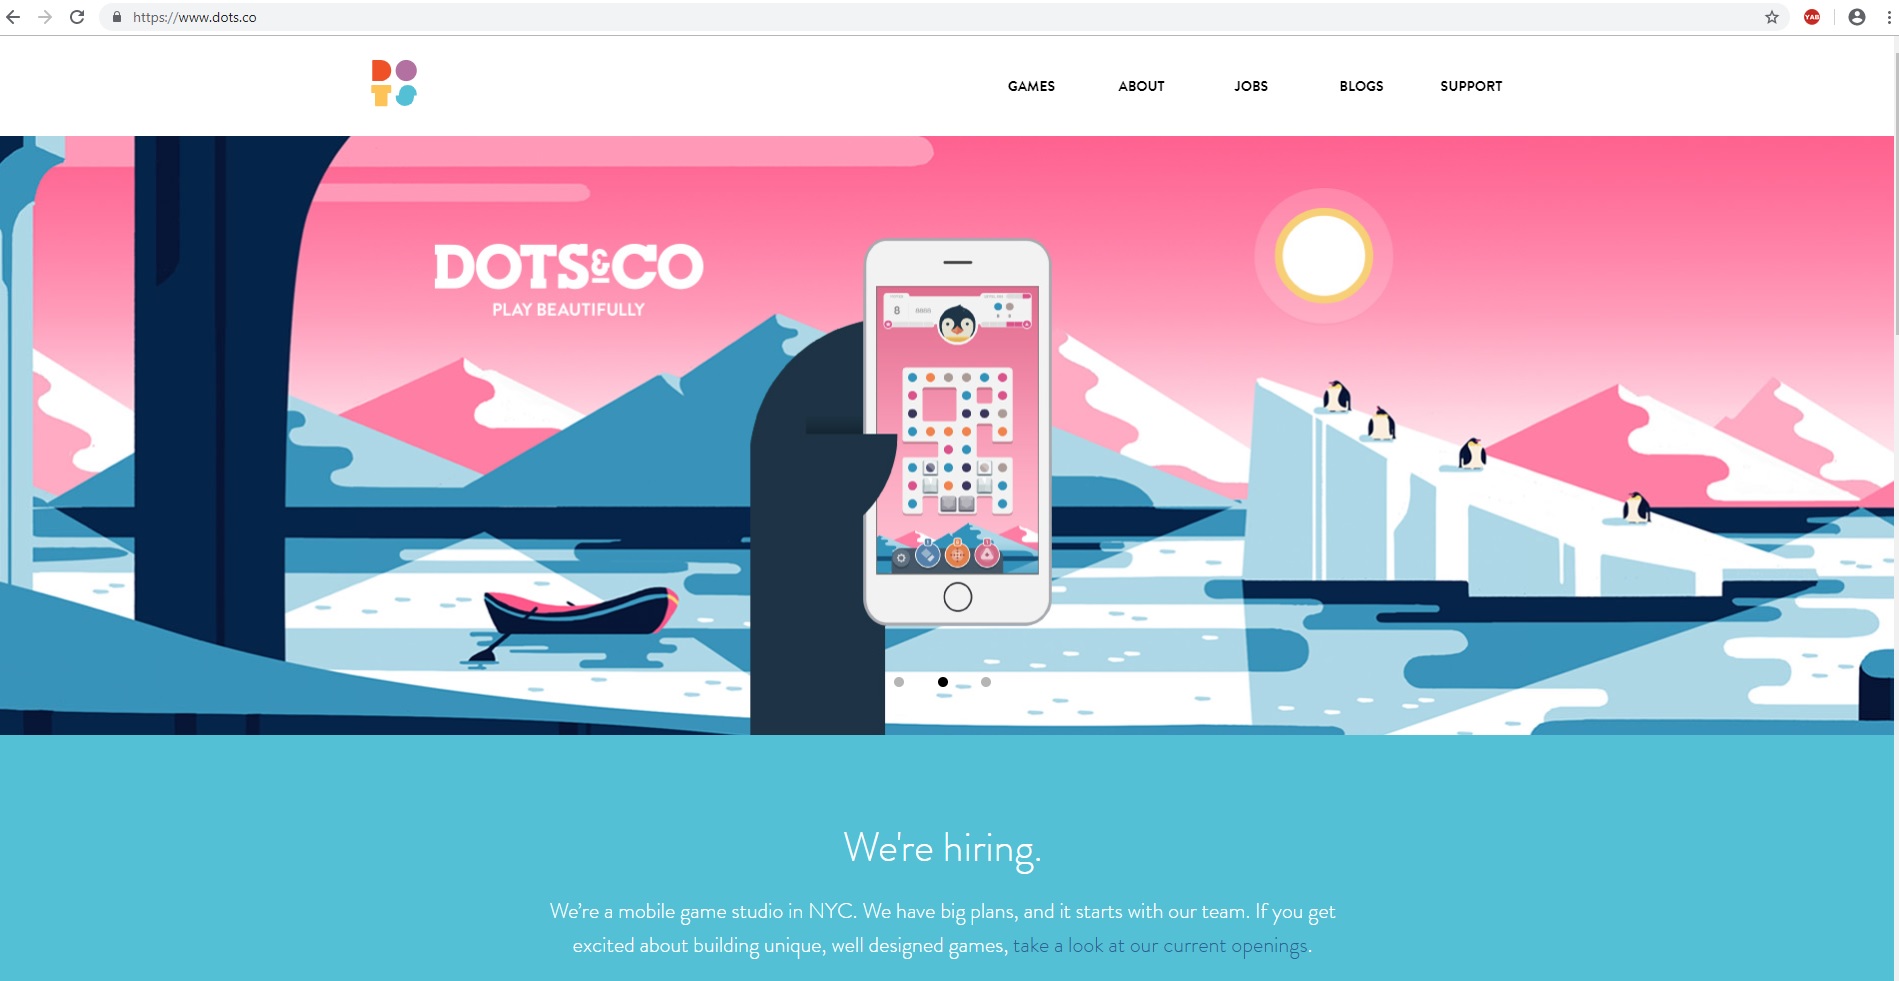 https://www.dots.co
YAB
DOTS
GAMES ABOUT JOBS BLOGS SUPPORT
DOTS&CO
PLAY BEAUTIFULLY
8
We're hiring.
We’re a mobile game studio in NYC. We have big plans, and it starts with our team. If you get
excited about building unique, well designed games, take a look at our current openings.